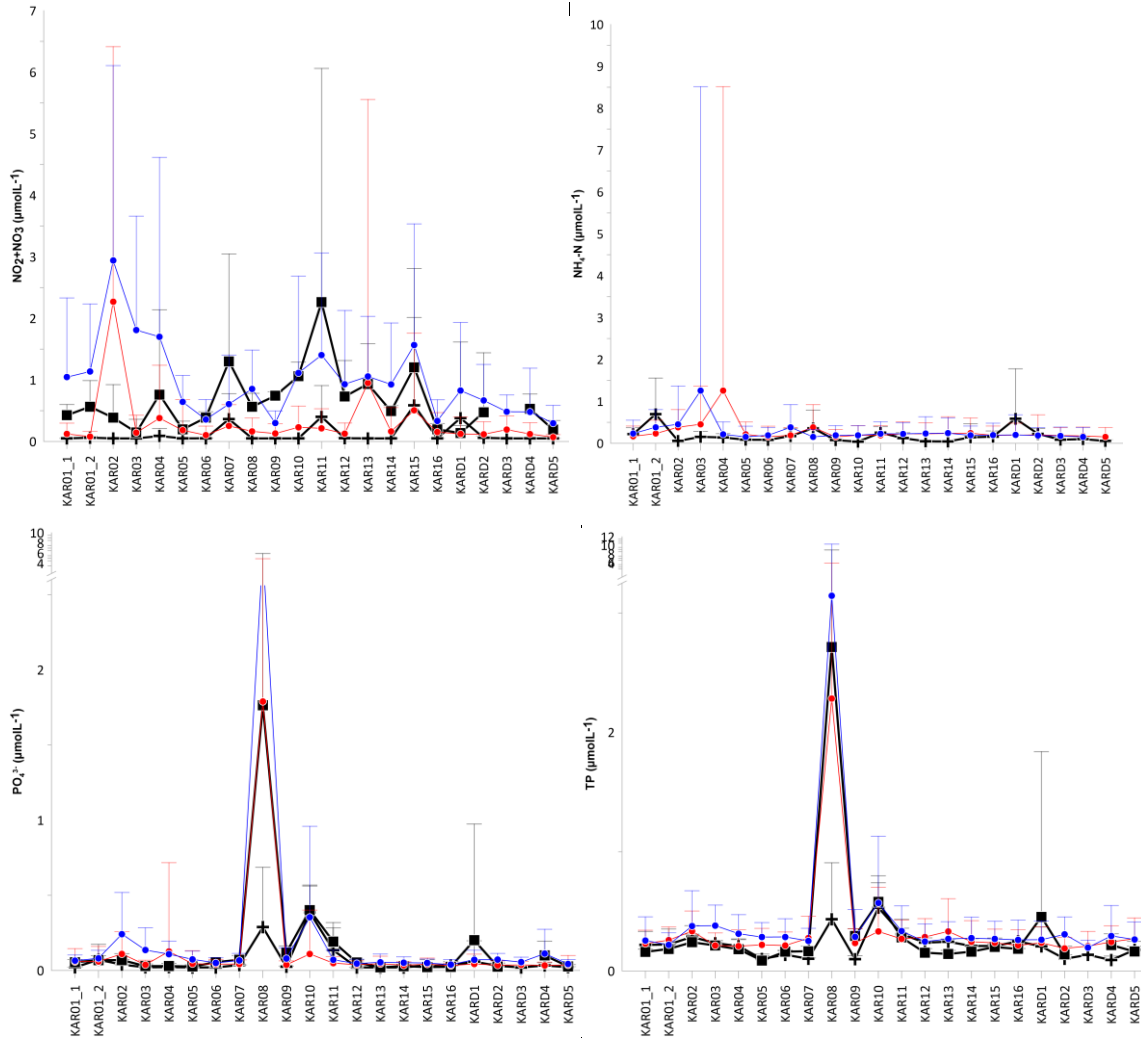 7
6
5
4
3
2
1
0
NO2+NO3 (µmolL-1)
KAR01_1
KAR01_2
KAR02
KAR03
KAR04
KAR05
KAR06
KAR07
KAR08
KAR09
KAR10
KAR11
KAR12
KAR13
KAR14
KAR15
KAR16
KARD1
KARD2
KARD3
KARD4
KARD5
10
9
8
7
6
5
4
3
2
1
0
NH4-N (µmolL-1)
KAR01_1
KAR01_2
KAR02
KAR03
KAR04
KAR05
KAR06
KAR07
KAR08
KAR09
KAR10
KAR11
KAR12
KAR13
KAR14
KAR15
KAR16
KARD1
KARD2
KARD3
KARD4
KARD5
10
8
6
4
2
1
0
PO4³⁻ (µmolL-1)
KAR01_1
KAR01_2
KAR02
KAR03
KAR04
KAR05
KAR06
KAR07
KAR08
KAR09
KAR10
KAR11
KAR12
KAR13
KAR14
KAR15
KAR16
KARD1
KARD2
KARD3
KARD4
KARD5
12
10
8
6
4
2
0
TP (µmolL-1)
KAR01_1
KAR01_2
KAR02
KAR03
KAR04
KAR05
KAR06
KAR07
KAR08
KAR09
KAR10
KAR11
KAR12
KAR13
KAR14
KAR15
KAR16
KARD1
KARD2
KARD3
KARD4
KARD5